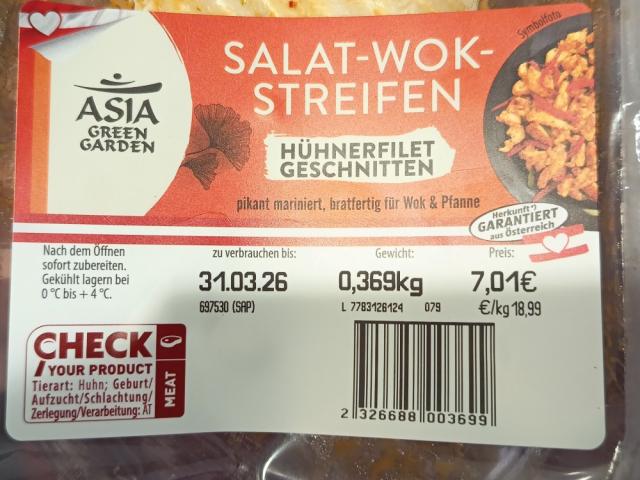 Symbolfoto
SALAT-WOK-
STREIFEN
ASIA
GREEN
GARDEN
HÜHNERFILET
GESCHNITTEN
pikant mariniert, bratfertig für Wok & Pfanne
Herkunft*)
GARANTIERT
aus Österreich
Nach dem Öffnen
sofort zubereiten.
Gekühlt lagern bei
0 °C bis + 4 °C.
zu verbrauchen bis:
31.03.26
697530 (SAP)
Gewicht:
0,369kg
L 7783126124 079
Preis:
7,01€
€/kg 18,99
CHECK
YOUR PRODUCT
Tierart: Huhn; Geburt/
Aufzucht/Schlachtung/
Zerlegung/Verarbeitung: AT
MEAT
2 326688 003699